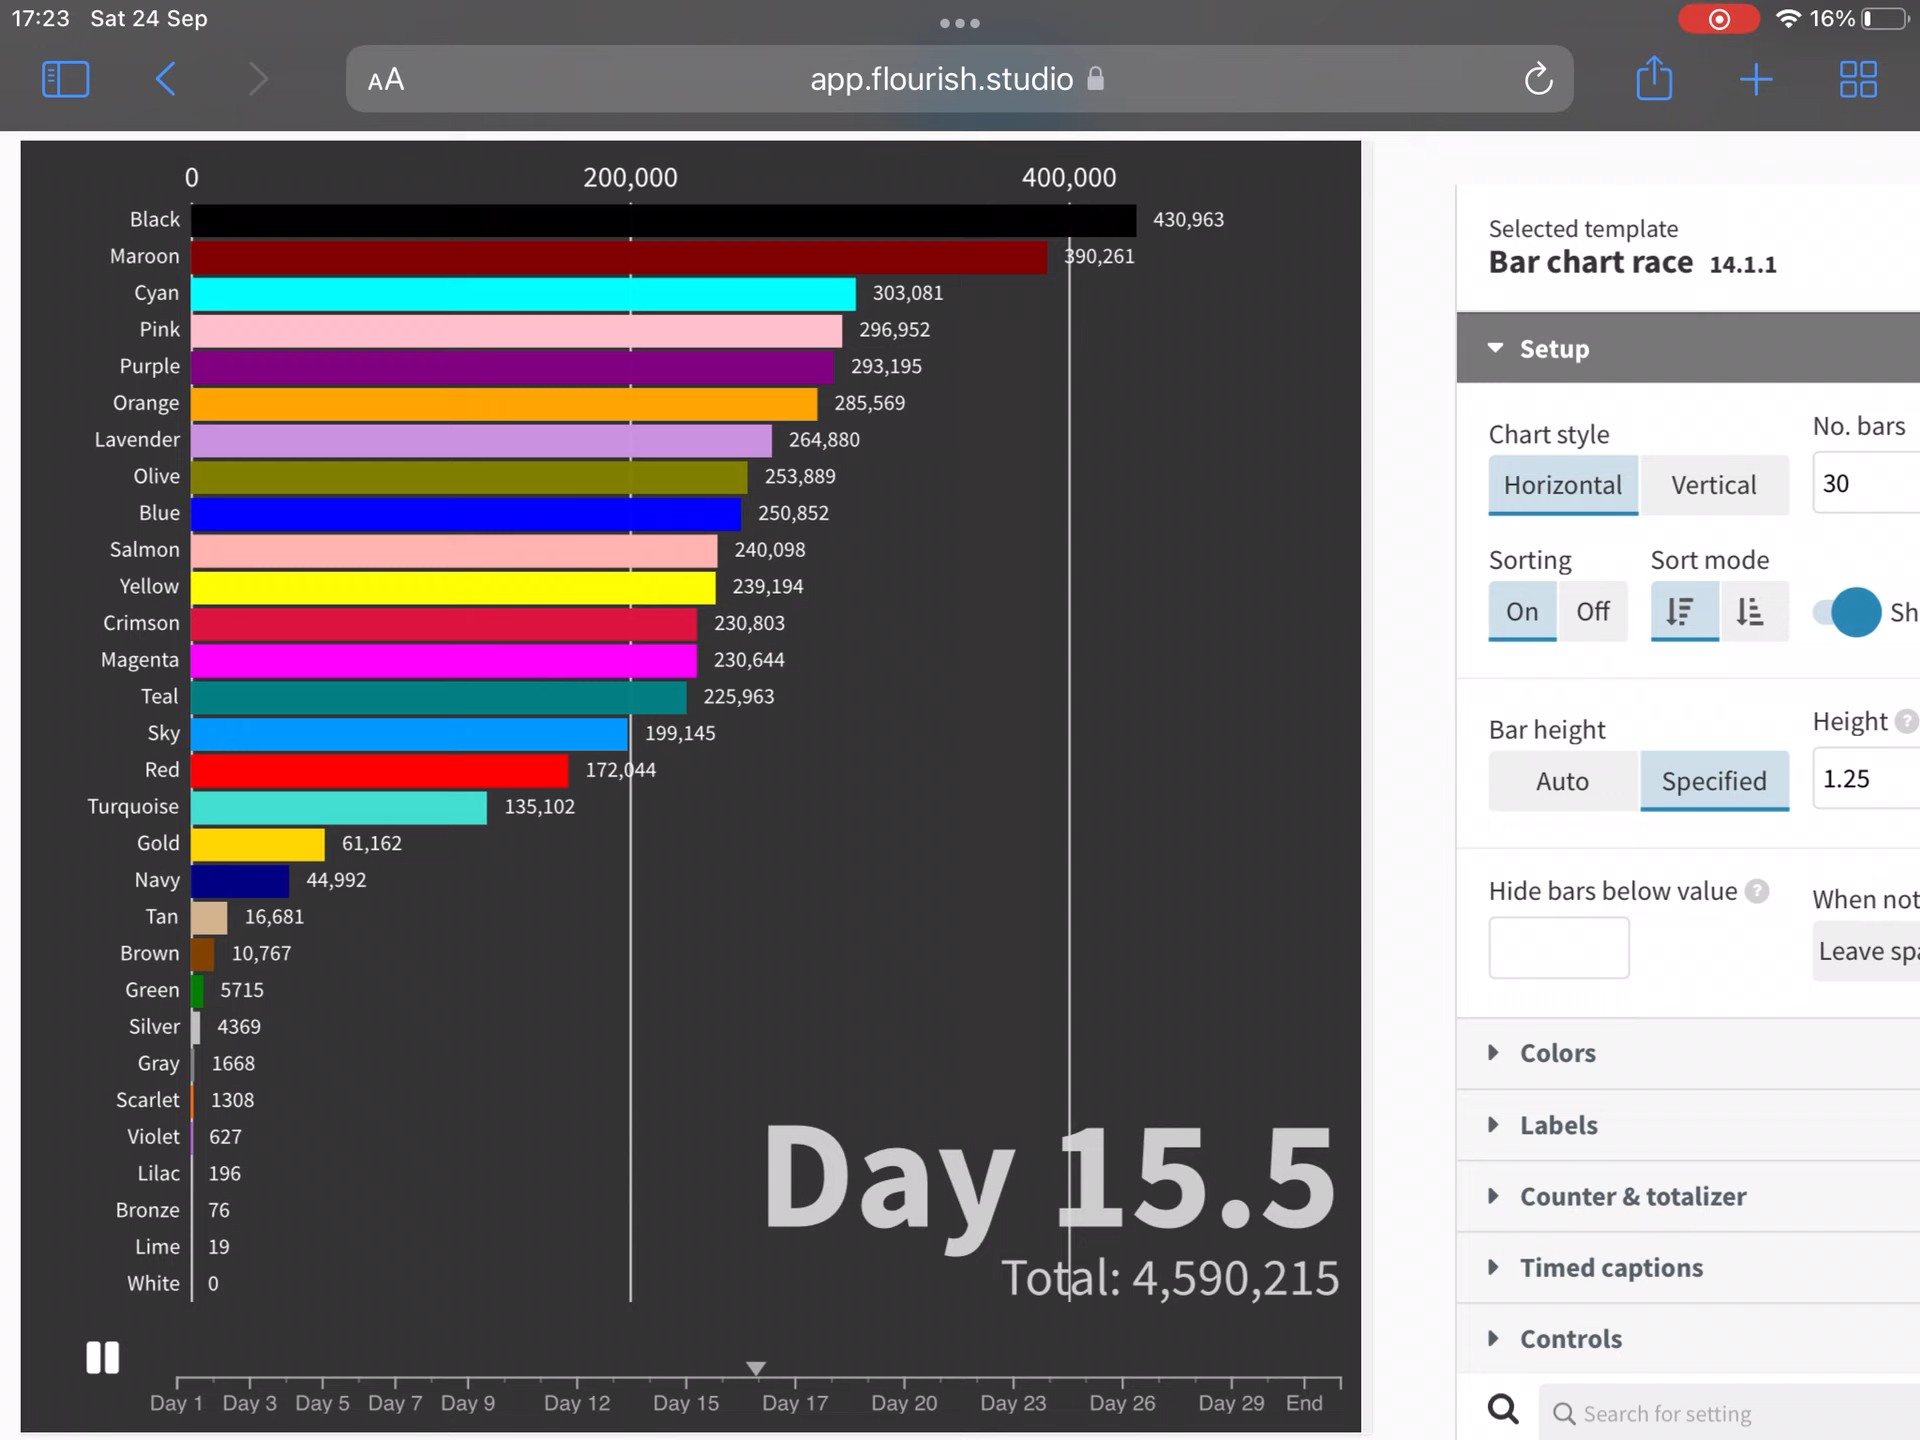 17:23 Sat 24 Sep
16%
AA
app.flourish.studio
0 200,000 400,000
Black 430,963
Maroon 390,261
Cyan 303,081
Pink 296,952
Purple 293,195
Orange 285,569
Lavender 264,880
Olive 253,889
Blue 250,852
Salmon 240,098
Yellow 239,194
Crimson 230,803
Magenta 230,644
Teal 225,963
Sky 199,145
Red 172,044
Turquoise 135,102
Gold 61,162
Navy 44,992
Tan 16,681
Brown 10,767
Green 5715
Silver 4369
Gray 1668
Scarlet 1308
Violet 627
Lilac 196
Bronze 76
Lime 19
White 0
Day 15.5
Total: 4,590,215
Day 1 Day 3 Day 5 Day 7 Day 9 Day 12 Day 15 Day 17 Day 20 Day 23 Day 26 Day 29 End
Selected template
Bar chart race 14.1.1
Setup
Chart style No. bars
Horizontal Vertical 30
Sorting Sort mode
On Off Sh
Bar height Height ?
Auto Specified 1.25
Hide bars below value ? When not
Leave spa
Colors
Labels
Counter & totalizer
Timed captions
Controls
Search for setting